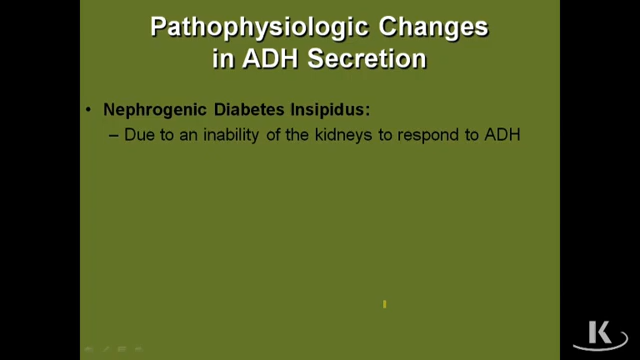 Pathophysiologic Changes
in ADH Secretion
• Nephrogenic Diabetes Insipidus:
– Due to an inability of the kidneys to respond to ADH
K